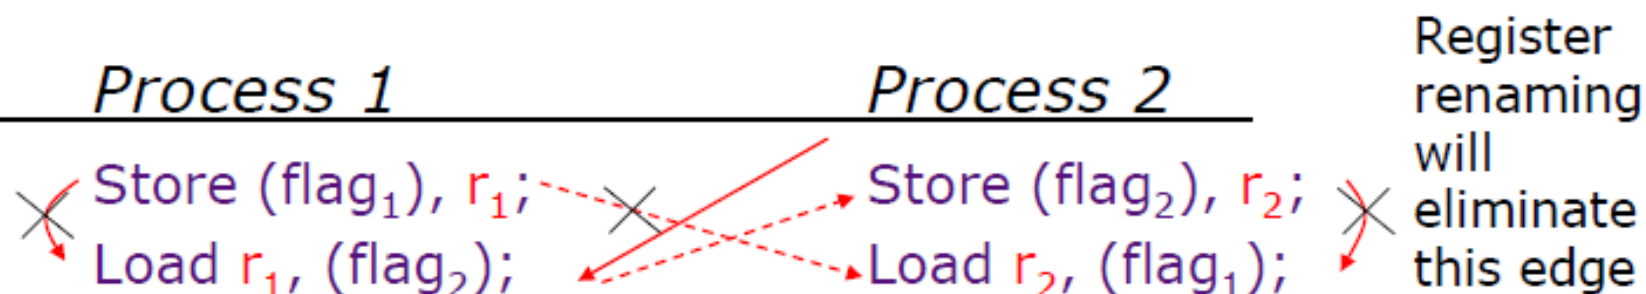 Process 1 Process 2
Store (flag₁), r₁; Store (flag₂), r₂;
Load r₁, (flag₂); Load r₂, (flag₁);
Register
renaming
will
eliminate
this edge